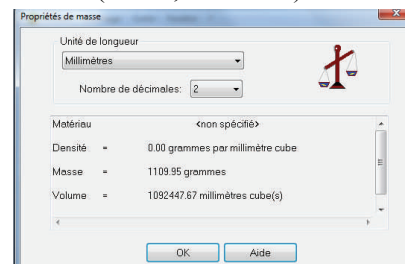 Propriétés de masse
Unité de longueur
Millimètres
Nombre de décimales: 2
Matériau <non spécifié>
Densité = 0.00 grammes par millimètre cube
Masse = 1109.95 grammes
Volume = 1092447.67 millimètres cube(s)
OK Aide